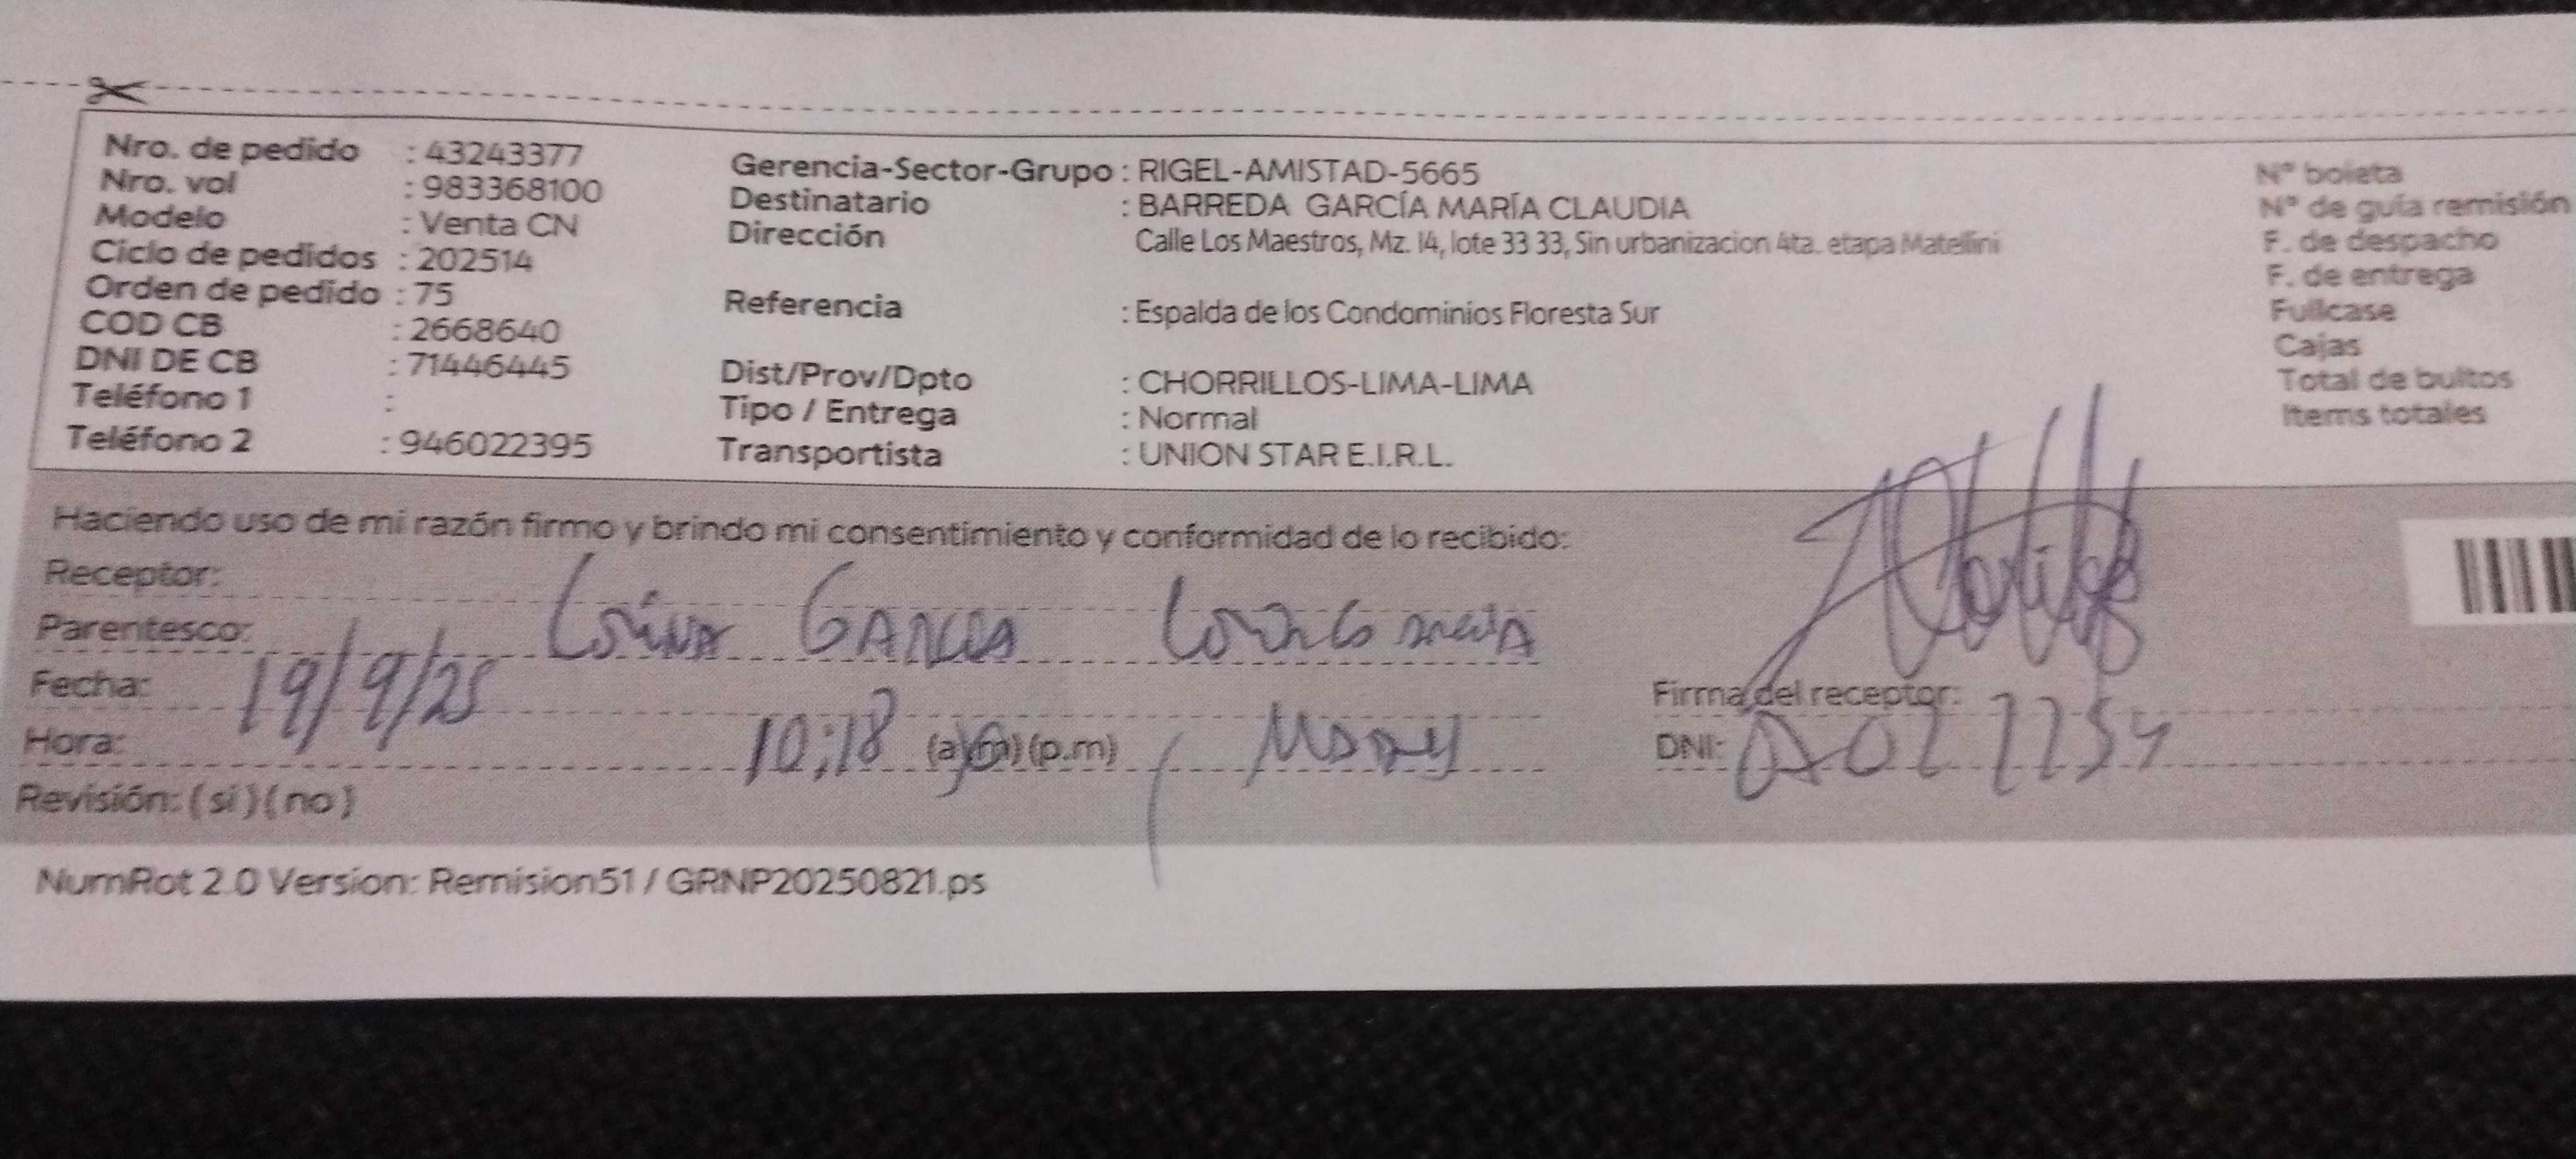 Nro. de pedido : 43243377
Nro. vol : 983368100
Modelo : Venta CN
Ciclo de pedidos : 202514
Orden de pedido : 75
COD CB : 2668640
DNI DE CB : 71446445
Teléfono 1 :
Teléfono 2 : 946022395
Gerencia-Sector-Grupo : RIGEL-AMISTAD-5665
Destinatario : BARREDA GARCÍA MARÍA CLAUDIA
Dirección Calle Los Maestros, Mz. 14, lote 33 33, Sin urbanizacion 4ta. etapa Matellini
Referencia : Espalda de los Condominios Floresta Sur
Dist/Prov/Dpto : CHORRILLOS-LIMA-LIMA
Tipo / Entrega : Normal
Transportista : UNION STAR E.I.R.L.
N° boleta
N° de guía remisión
F. de despacho
F. de entrega
Fullcase
Cajas
Total de bultos
Items totales
Haciendo uso de mi razón firmo y brindo mi consentimiento y conformidad de lo recibido:
Receptor:
Parentesco: GARCIA
Fecha: 19/9/25
Hora: 10:18 (a.m) (p.m)
Revisión: (si) (no)
Firma del receptor:
DNI:
NumRot 2.0 Version: Remision51 / GRNP20250821.ps